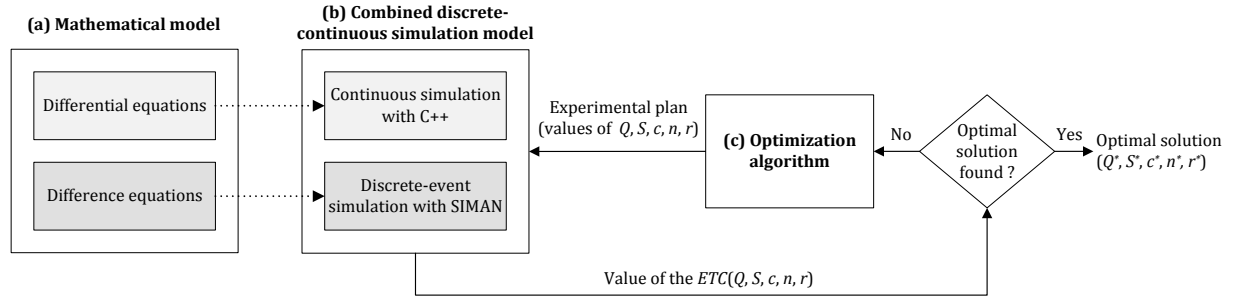 (a) Mathematical model
Differential equations
Difference equations
(b) Combined discrete-
continuous simulation model
Continuous simulation
with C++
Discrete-event
simulation with SIMAN
Experimental plan
(values of Q, S, c, n, r)
(c) Optimization
algorithm
No
Optimal
solution
found ?
Yes
Optimal solution
(Q*, S*, c*, n*, r*)
Value of the ETC(Q, S, c, n, r)